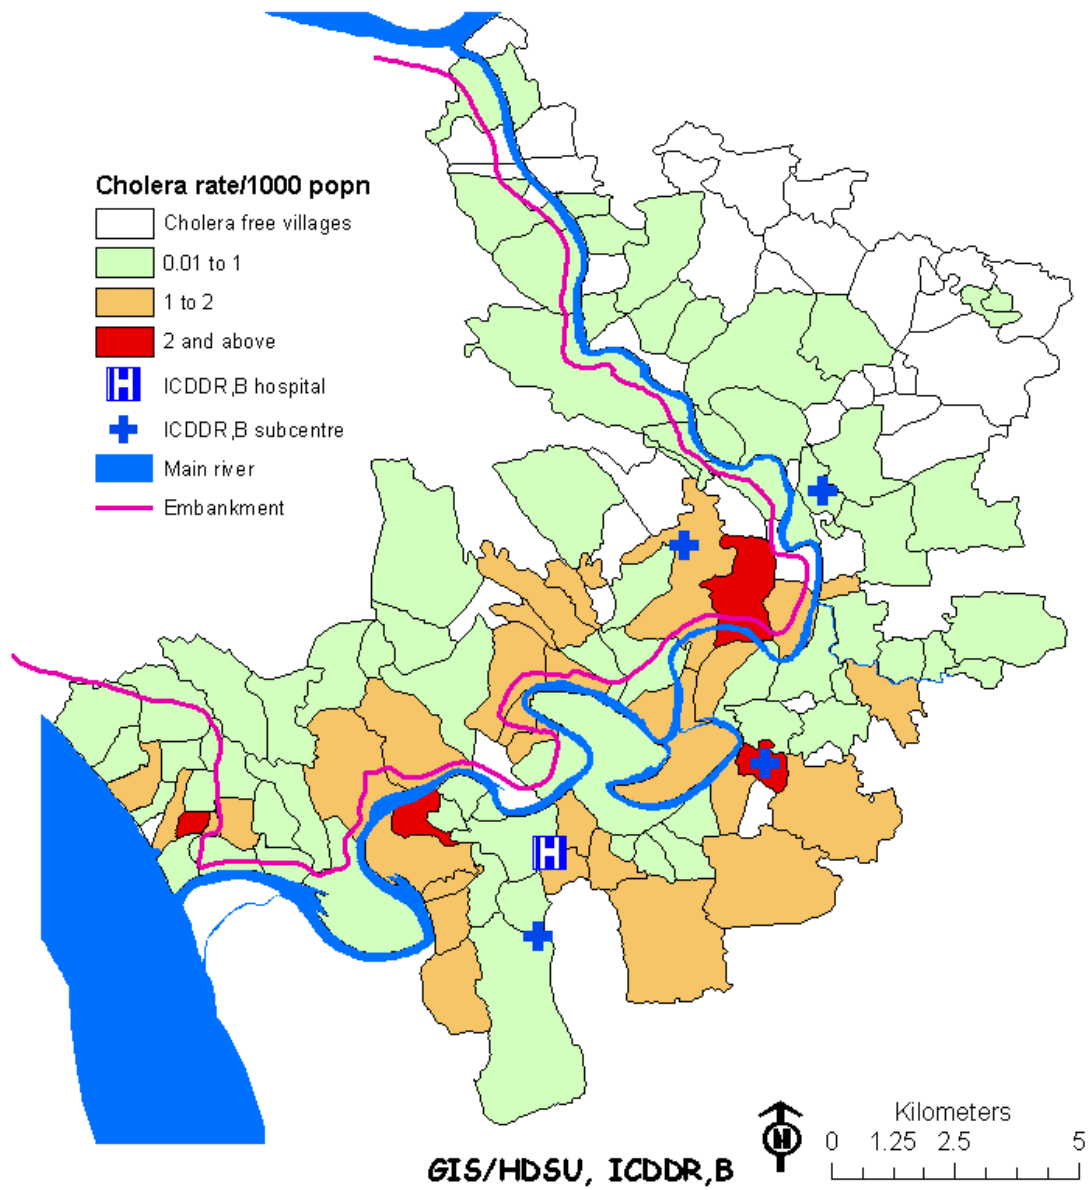 Cholera rate/1000 popn
Cholera free villages
0.01 to 1
1 to 2
2 and above
H ICDDR,B hospital
ICDDR,B subcentre
Main river
Embankment
H
Kilometers
N 0 1.25 2.5 5
GIS/HDSU, ICDDR,B